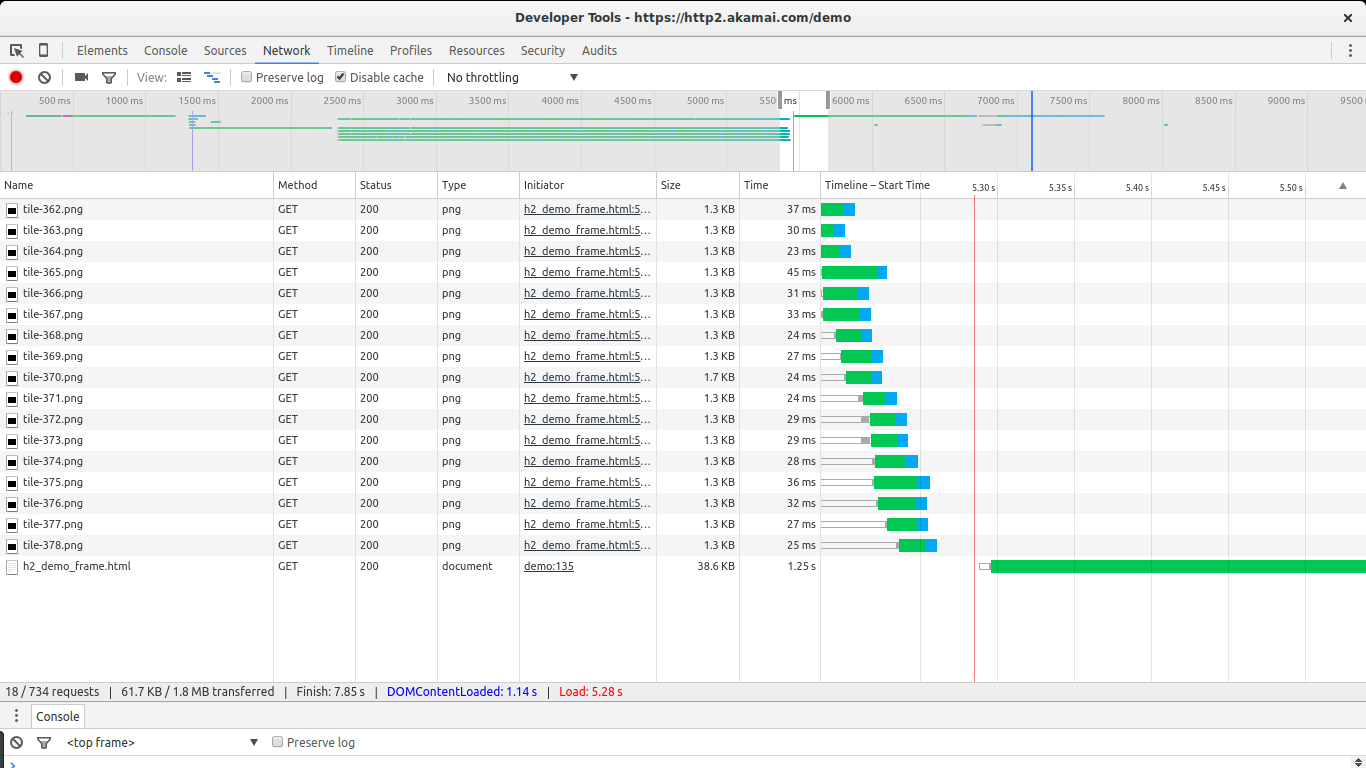 Developer Tools - https://http2.akamai.com/demo
Elements Console Sources Network Timeline Profiles Resources Security Audits
View: Preserve log Disable cache No throttling
500 ms 1000 ms 1500 ms 2000 ms 2500 ms 3000 ms 3500 ms 4000 ms 4500 ms 5000 ms 550 ms 6000 ms 6500 ms 7000 ms 7500 ms 8000 ms 8500 ms 9000 ms 9500
Name Method Status Type Initiator Size Time Timeline – Start Time 5.30 s 5.35 s 5.40 s 5.45 s 5.50 s
tile-362.png GET 200 png h2_demo_frame.html:5... 1.3 KB 37 ms
tile-363.png GET 200 png h2_demo_frame.html:5... 1.3 KB 30 ms
tile-364.png GET 200 png h2_demo_frame.html:5... 1.3 KB 23 ms
tile-365.png GET 200 png h2_demo_frame.html:5... 1.3 KB 45 ms
tile-366.png GET 200 png h2_demo_frame.html:5... 1.3 KB 31 ms
tile-367.png GET 200 png h2_demo_frame.html:5... 1.3 KB 33 ms
tile-368.png GET 200 png h2_demo_frame.html:5... 1.3 KB 24 ms
tile-369.png GET 200 png h2_demo_frame.html:5... 1.3 KB 27 ms
tile-370.png GET 200 png h2_demo_frame.html:5... 1.7 KB 24 ms
tile-371.png GET 200 png h2_demo_frame.html:5... 1.3 KB 24 ms
tile-372.png GET 200 png h2_demo_frame.html:5... 1.3 KB 29 ms
tile-373.png GET 200 png h2_demo_frame.html:5... 1.3 KB 29 ms
tile-374.png GET 200 png h2_demo_frame.html:5... 1.3 KB 28 ms
tile-375.png GET 200 png h2_demo_frame.html:5... 1.3 KB 36 ms
tile-376.png GET 200 png h2_demo_frame.html:5... 1.3 KB 32 ms
tile-377.png GET 200 png h2_demo_frame.html:5... 1.3 KB 27 ms
tile-378.png GET 200 png h2_demo_frame.html:5... 1.3 KB 25 ms
h2_demo_frame.html GET 200 document demo:135 38.6 KB 1.25 s
18 / 734 requests | 61.7 KB / 1.8 MB transferred | Finish: 7.85 s | DOMContentLoaded: 1.14 s | Load: 5.28 s
Console
<top frame> Preserve log